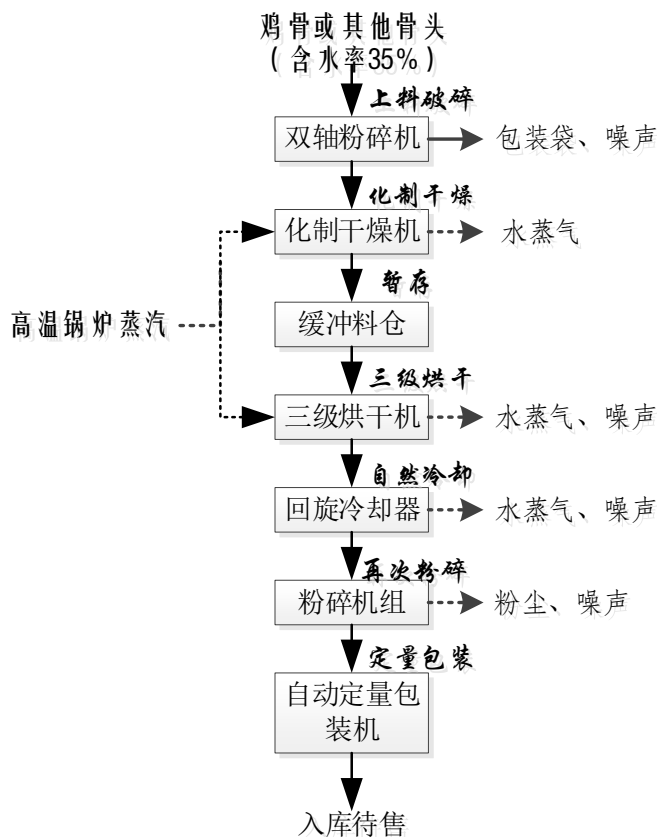 鸡骨或其他骨头
（含水率35%）
上料破碎
双轴粉碎机
包装袋、噪声
化制干燥
化制干燥机
水蒸气
暂存
高温锅炉蒸汽
缓冲料仓
三级烘干
三级烘干机
水蒸气、噪声
自然冷却
回旋冷却器
水蒸气、噪声
再次粉碎
粉碎机组
粉尘、噪声
定量包装
自动定量包
装机
入库待售